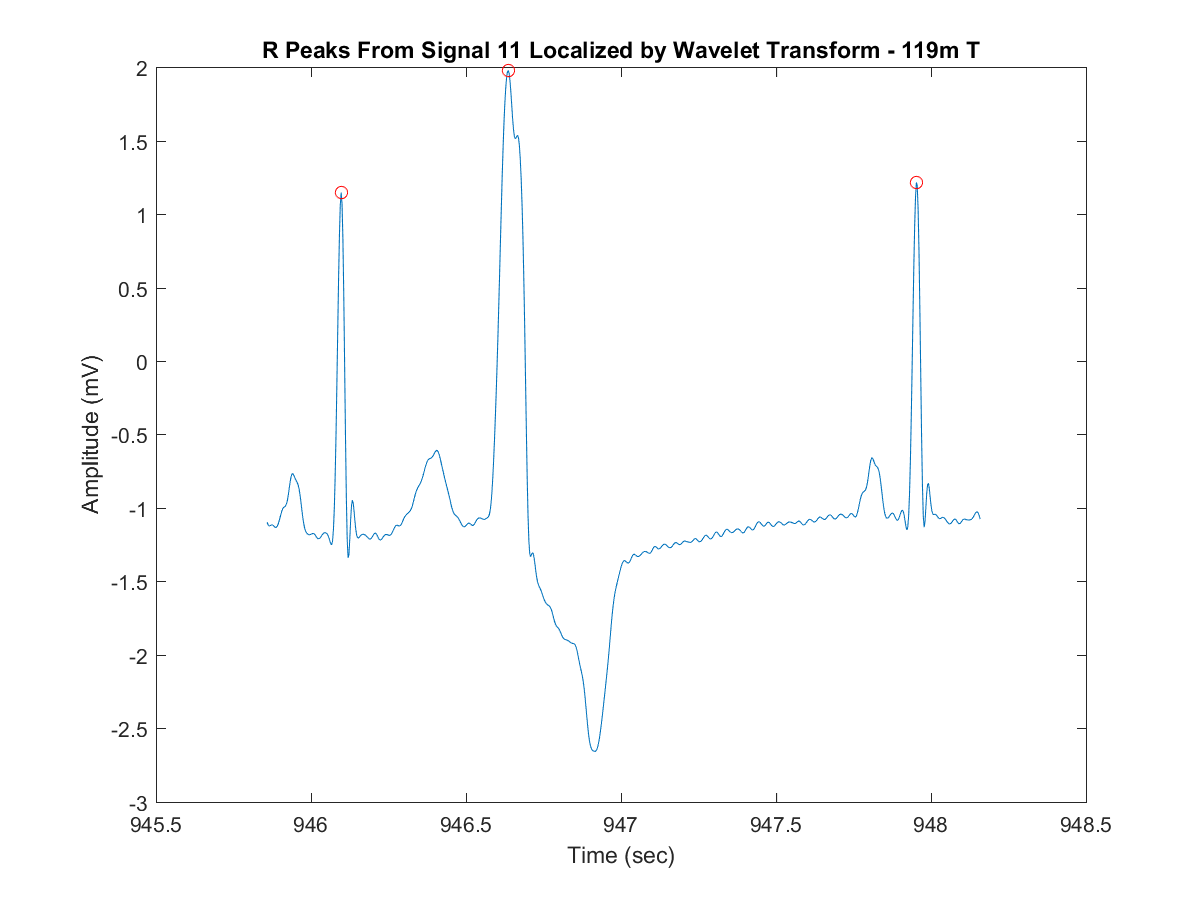 R Peaks From Signal 11 Localized by Wavelet Transform - 119m T
2
1.5
1
0.5
0
-0.5
-1
-1.5
-2
-2.5
-3
Amplitude (mV)
945.5 946 946.5 947 947.5 948 948.5
Time (sec)